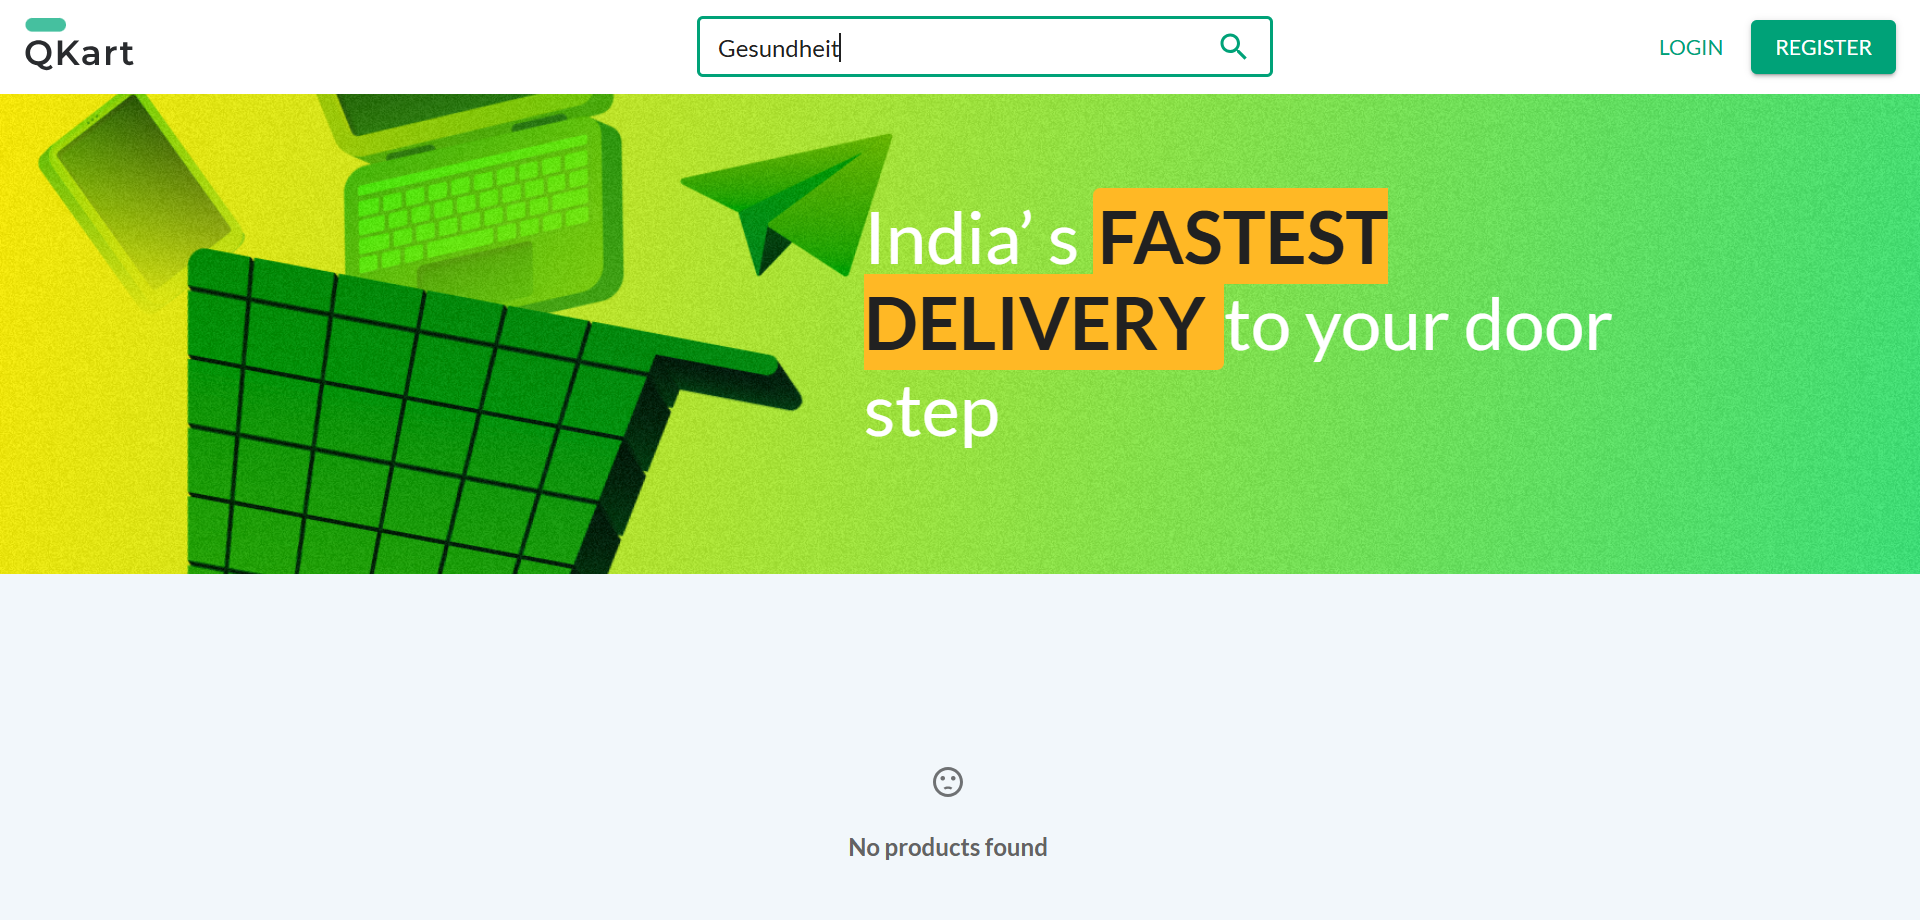 QKart
Gesundheit
LOGIN
REGISTER
India’s FASTEST
DELIVERY to your door
step
No products found